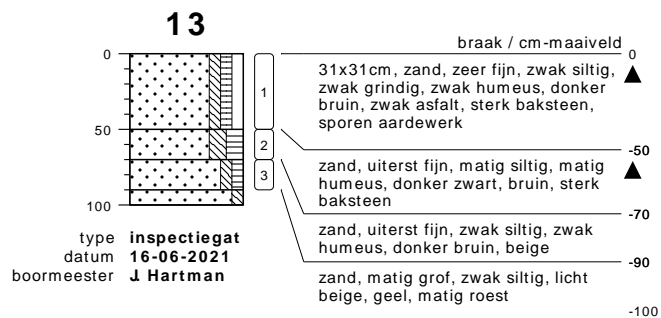 13
braak / cm-maaiveld
0
0
31x31cm, zand, zeer fijn, zwak siltig,
zwak grindig, zwak humeus, donker
bruin, zwak asfalt, sterk baksteen,
sporen aardewerk
1
50
-50
2
zand, uiterst fijn, matig siltig, matig
humeus, donker zwart, bruin, sterk
baksteen
3
-70
100
zand, uiterst fijn, zwak siltig, zwak
humeus, donker bruin, beige
-90
zand, matig grof, zwak siltig, licht
beige, geel, matig roest
-100
type inspectiegat
datum 16-06-2021
boormeester J. Hartman